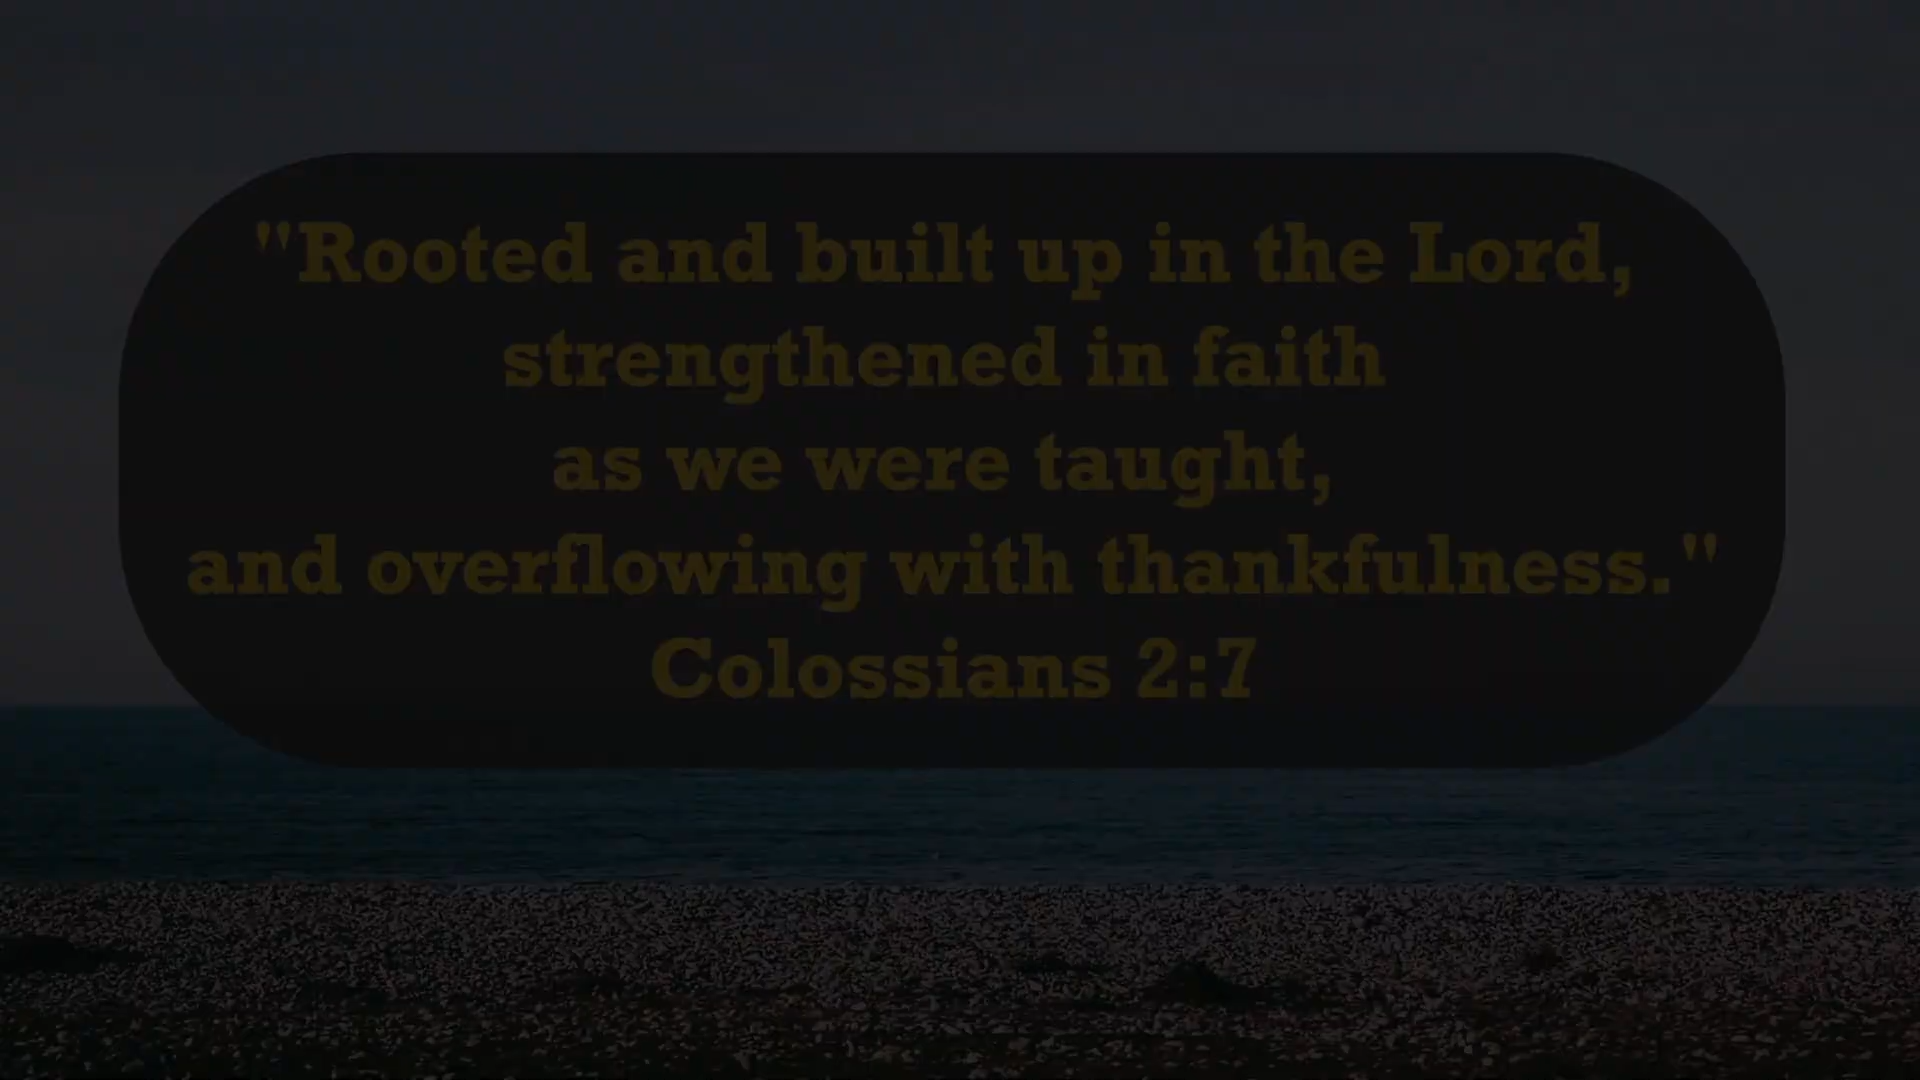 "Rooted and built up in the Lord,
strengthened in faith
as we were taught,
and overflowing with thankfulness."
Colossians 2:7